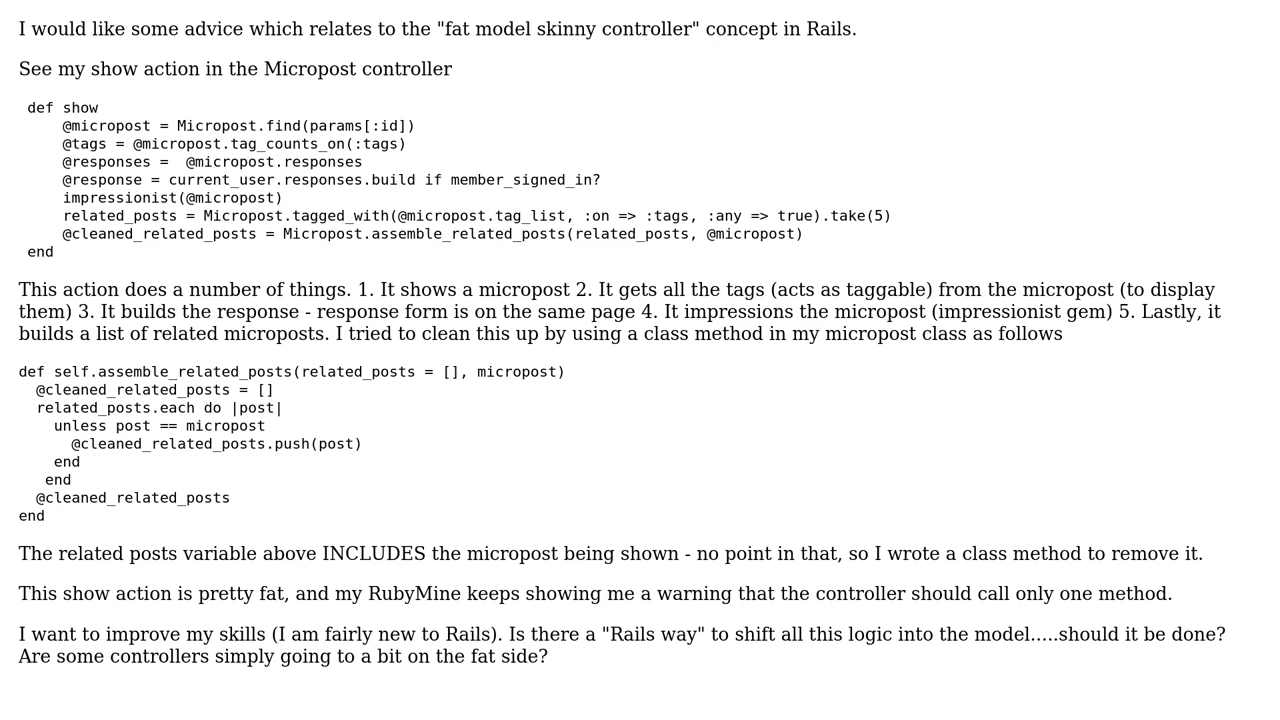 I would like some advice which relates to the "fat model skinny controller" concept in Rails.
See my show action in the Micropost controller
def show
@micropost = Micropost.find(params[:id])
@tags = @micropost.tag_counts_on(:tags)
@responses =  @micropost.responses
@response = current_user.responses.build if member_signed_in?
impressionist(@micropost)
related_posts = Micropost.tagged_with(@micropost.tag_list, :on => :tags, :any => true).take(5)
@cleaned_related_posts = Micropost.assemble_related_posts(related_posts, @micropost)
end
This action does a number of things. 1. It shows a micropost 2. It gets all the tags (acts as taggable) from the micropost (to display
them) 3. It builds the response - response form is on the same page 4. It impressions the micropost (impressionist gem) 5. Lastly, it
builds a list of related microposts. I tried to clean this up by using a class method in my micropost class as follows
def self.assemble_related_posts(related_posts = [], micropost)
@cleaned_related_posts = []
related_posts.each do |post|
unless post == micropost
@cleaned_related_posts.push(post)
end
end
@cleaned_related_posts
end
The related posts variable above INCLUDES the micropost being shown - no point in that, so I wrote a class method to remove it.
This show action is pretty fat, and my RubyMine keeps showing me a warning that the controller should call only one method.
I want to improve my skills (I am fairly new to Rails). Is there a "Rails way" to shift all this logic into the model.....should it be done?
Are some controllers simply going to a bit on the fat side?